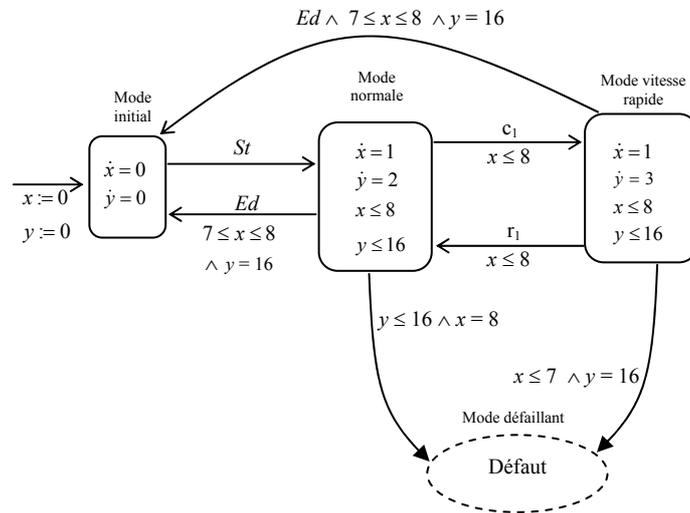 Ed ∧ 7 ≤ x ≤ 8 ∧ y = 16
Mode
initial
Mode
normale
Mode vitesse
rapide
ẋ = 0
ẏ = 0
x := 0
y := 0
St
Ed
7 ≤ x ≤ 8
∧ y = 16
ẋ = 1
ẏ = 2
x ≤ 8
y ≤ 16
c₁
x ≤ 8
r₁
x ≤ 8
ẋ = 1
ẏ = 3
x ≤ 8
y ≤ 16
y ≤ 16 ∧ x = 8
x ≤ 7 ∧ y = 16
Mode défaillant
Défaut